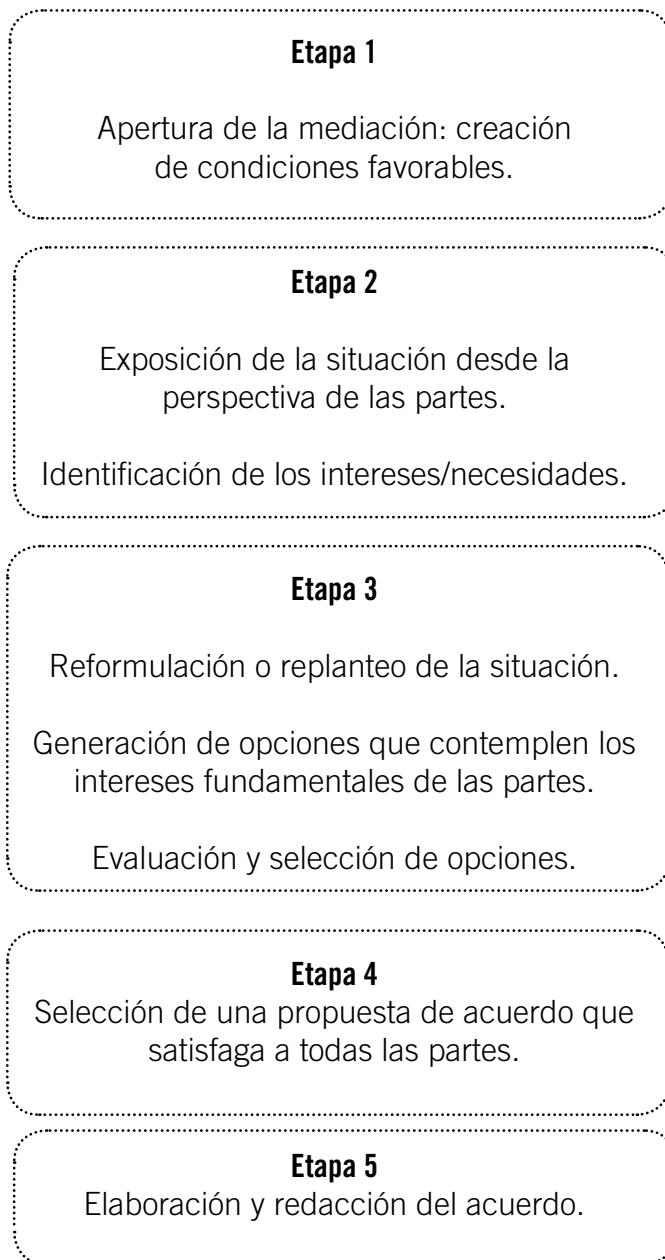 Etapa 1
Apertura de la mediación: creación
de condiciones favorables.
Etapa 2
Exposición de la situación desde la
perspectiva de las partes.
Identificación de los intereses/necesidades.
Etapa 3
Reformulación o replanteo de la situación.
Generación de opciones que contemplen los
intereses fundamentales de las partes.
Evaluación y selección de opciones.
Etapa 4
Selección de una propuesta de acuerdo que
satisfaga a todas las partes.
Etapa 5
Elaboración y redacción del acuerdo.